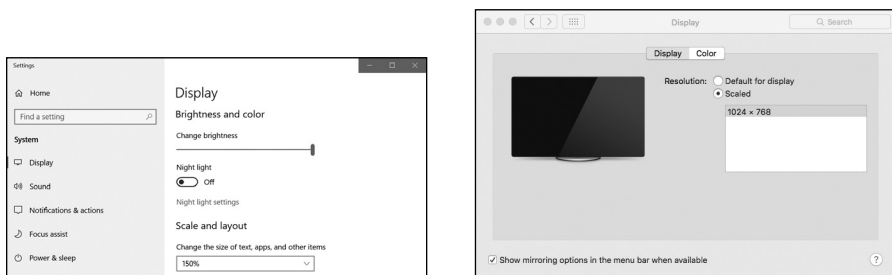 Settings
Home
Find a setting
System
Display
Sound
Notifications & actions
Focus assist
Power & sleep
Display
Brightness and color
Change brightness
Night light
Off
Night light settings
Scale and layout
Change the size of text, apps, and other items
150%
Display
Search
Display Color
Resolution: Default for display
Scaled
1024 × 768
Show mirroring options in the menu bar when available
?